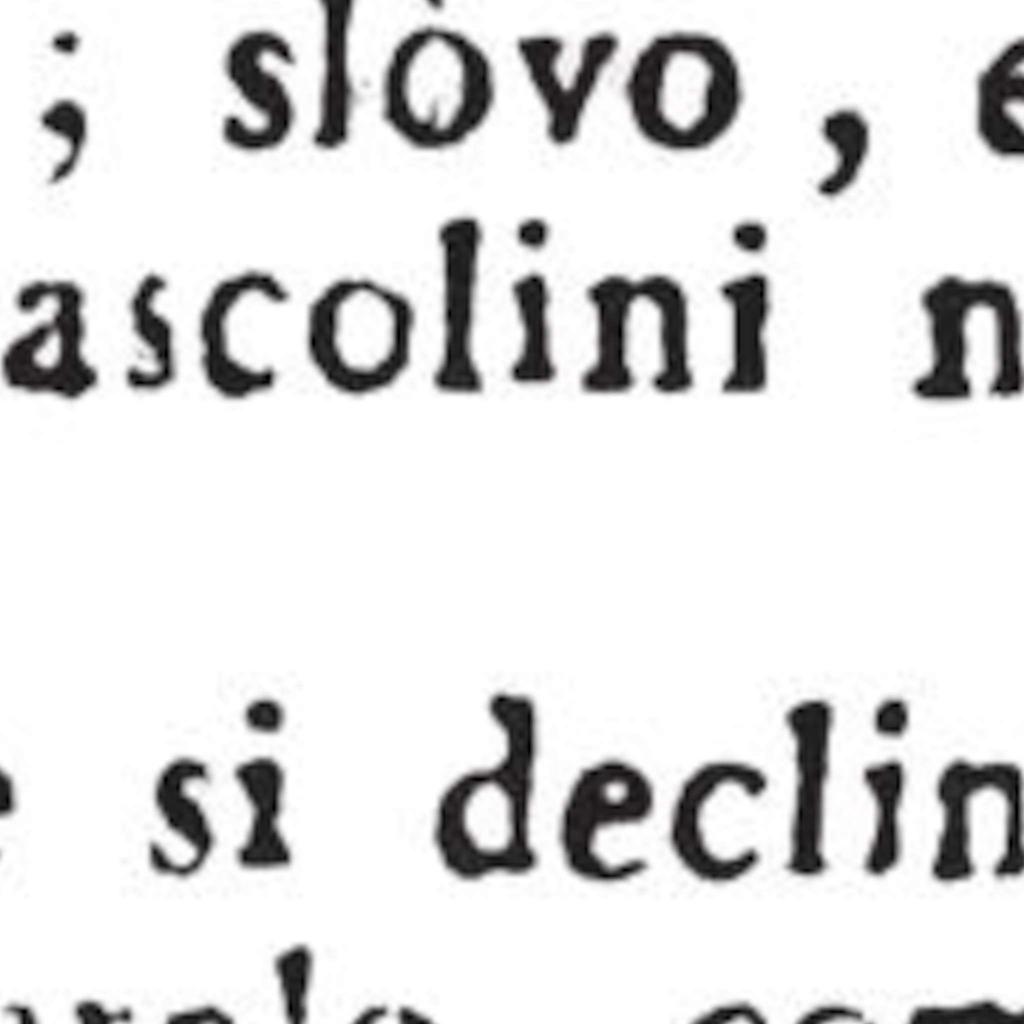 ; slòvo, e
ascolini n
e si declin